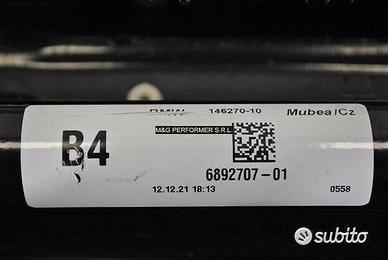 BMW 146270-10 Mubea/Cz
M&G PERFORMER S.R.L
B4
6892707-01
12.12.21 18:13 0558
subito